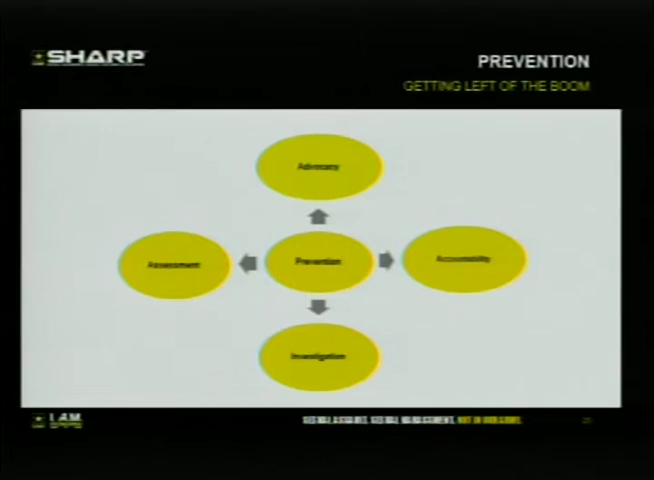 SHARP
PREVENTION
GETTING LEFT OF THE BOOM
Advocacy
Assessment
Prevention
Accountability
Investigation
I. AM.
SEXUAL ASSAULT. SEXUAL HARASSMENT. NOT IN OUR ARMY.